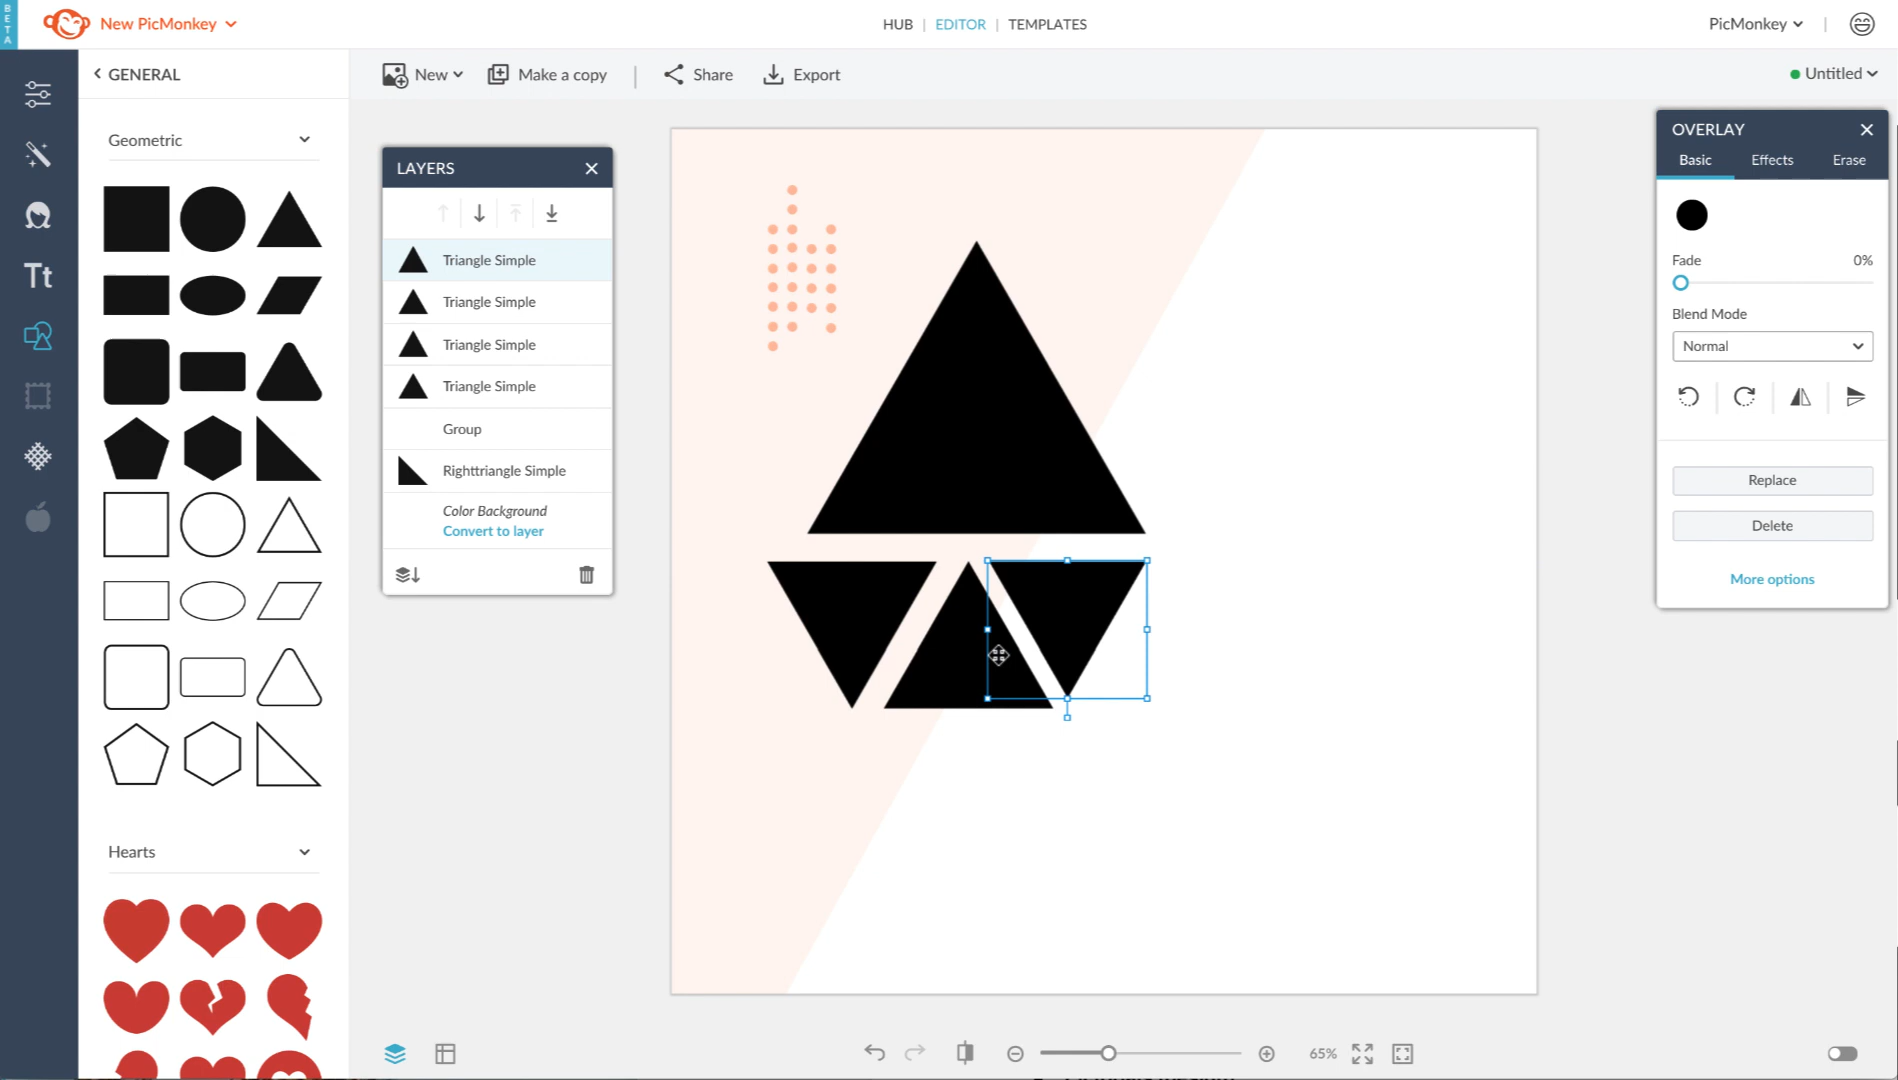 BETA
New PicMonkey
HUB | EDITOR | TEMPLATES
PicMonkey
GENERAL
New
Make a copy
Share
Export
Untitled
Geometric
Hearts
LAYERS
Triangle Simple
Triangle Simple
Triangle Simple
Triangle Simple
Group
Righttriangle Simple
Color Background
Convert to layer
OVERLAY
Basic
Effects
Erase
Fade
0%
Blend Mode
Normal
Replace
Delete
More options
Tt
65%